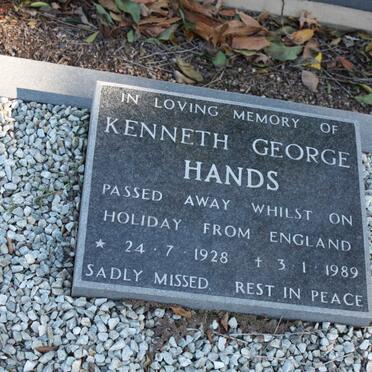 IN LOVING MEMORY OF
KENNETH GEORGE
HANDS
PASSED AWAY WHILST ON
HOLIDAY FROM ENGLAND
★ 24·7·1928 † 3·1·1989
SADLY MISSED. REST IN PEACE